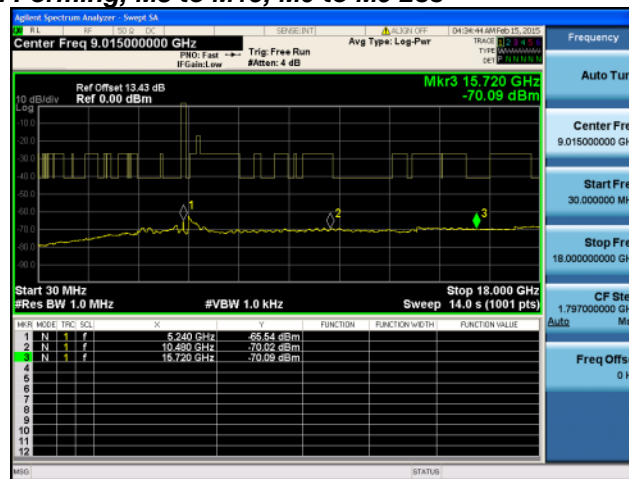 Forming, M8 to M15, M0 to M9 2ss
Agilent Spectrum Analyzer - Swept SA
RL RF 50 Ω DC SENSE:INT ALIGN OFF 04:34:44 AM Feb 15, 2015
Center Freq 9.015000000 GHz
PNO: Fast
IFGain:Low
Trig: Free Run
#Atten: 4 dB
Avg Type: Log-Pwr
TRACE 1 2 3 4 5 6
TYPE
DET P N N N N N
Frequency
Mkr3 15.720 GHz
-70.09 dBm
Ref Offset 13.43 dB
Ref 0.00 dBm
10 dB/div
Log
-10.0
-20.0
-30.0
-40.0
-50.0
-60.0
-70.0
-80.0
-90.0
1
2
3
Start 30 MHz
Stop 18.000 GHz
#Res BW 1.0 MHz
#VBW 1.0 kHz
Sweep 14.0 s (1001 pts)
MKR MODE TRC SCL X Y FUNCTION FUNCTION WIDTH FUNCTION VALUE
1 N 1 f 5.240 GHz -65.54 dBm
2 N 1 f 10.480 GHz -70.02 dBm
3 N 1 f 15.720 GHz -70.09 dBm
4
5
6
7
8
9
10
11
12
MSG
STATUS
Auto Tun
Center Fre
9.015000000 GH
Start Fre
30.000000 MH
Stop Fre
18.000000000 GH
CF Ste
1.797000000 GH
Auto Ma
Freq Offs
0 H